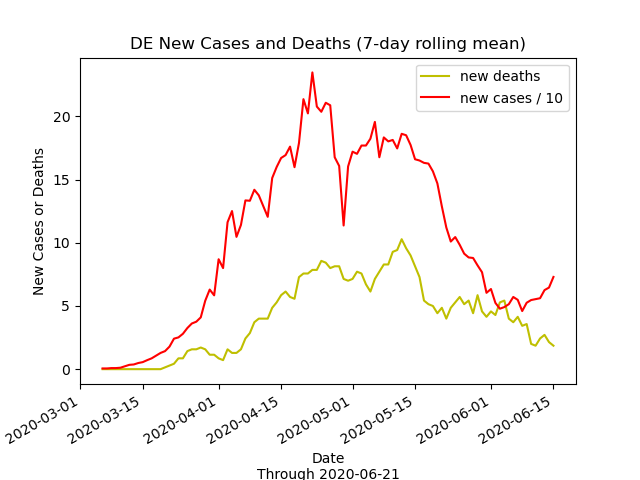 DE New Cases and Deaths (7-day rolling mean)
new deaths
new cases / 10
New Cases or Deaths
20
15
10
5
0
2020-03-01
2020-03-15
2020-04-01
2020-04-15
2020-05-01
2020-05-15
2020-06-01
2020-06-15
Date
Through 2020-06-21